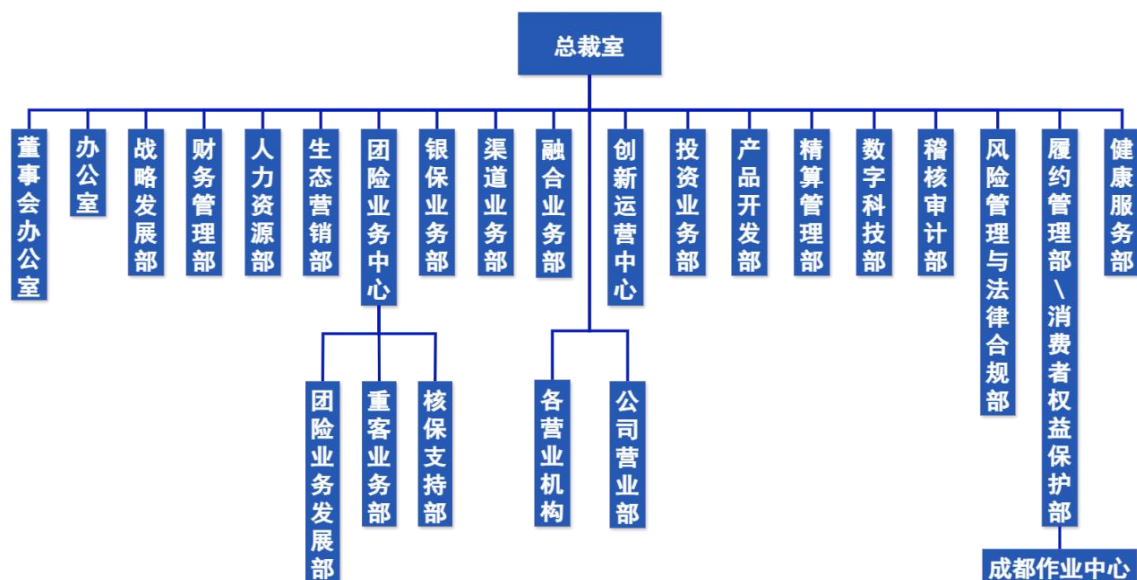 总裁室
董事会办公室
办公室
战略发展部
财务管理部
人力资源部
生态营销部
团险业务中心
银保业务部
渠道业务部
融合业务部
创新运营中心
投资业务部
产品开发部
精算管理部
数字科技部
稽核审计部
风险管理与法律合规部
履约管理部\消费者权益保护部
健康服务部
团险业务发展部
重客业务部
核保支持部
各营业机构
公司营业部
成都作业中心